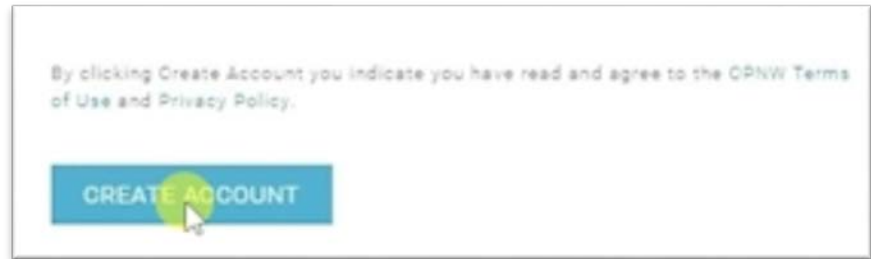 By clicking Create Account you indicate you have read and agree to the CPNW Terms
of Use and Privacy Policy.
CREATE ACCOUNT